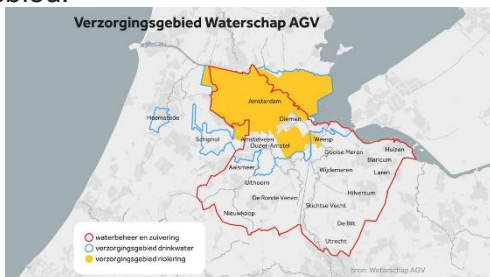 Verzorgingsgebied Waterschap AGV
Amsterdam
Heemstede
Diemen
Schiphol
Amstelveen
Ouder-Amstel
Weesp
Gooise Meren
Huizen
Blaricum
Aalsmeer
Wijdemeren
Laren
Uithoorn
Hilversum
De Ronde Venen
Stichtse Vecht
Nieuwkoop
De Bilt
Utrecht
waterbeheer en zuivering
verzorgingsgebied drinkwater
verzorgingsgebied riolering
bron: Waterschap AGV